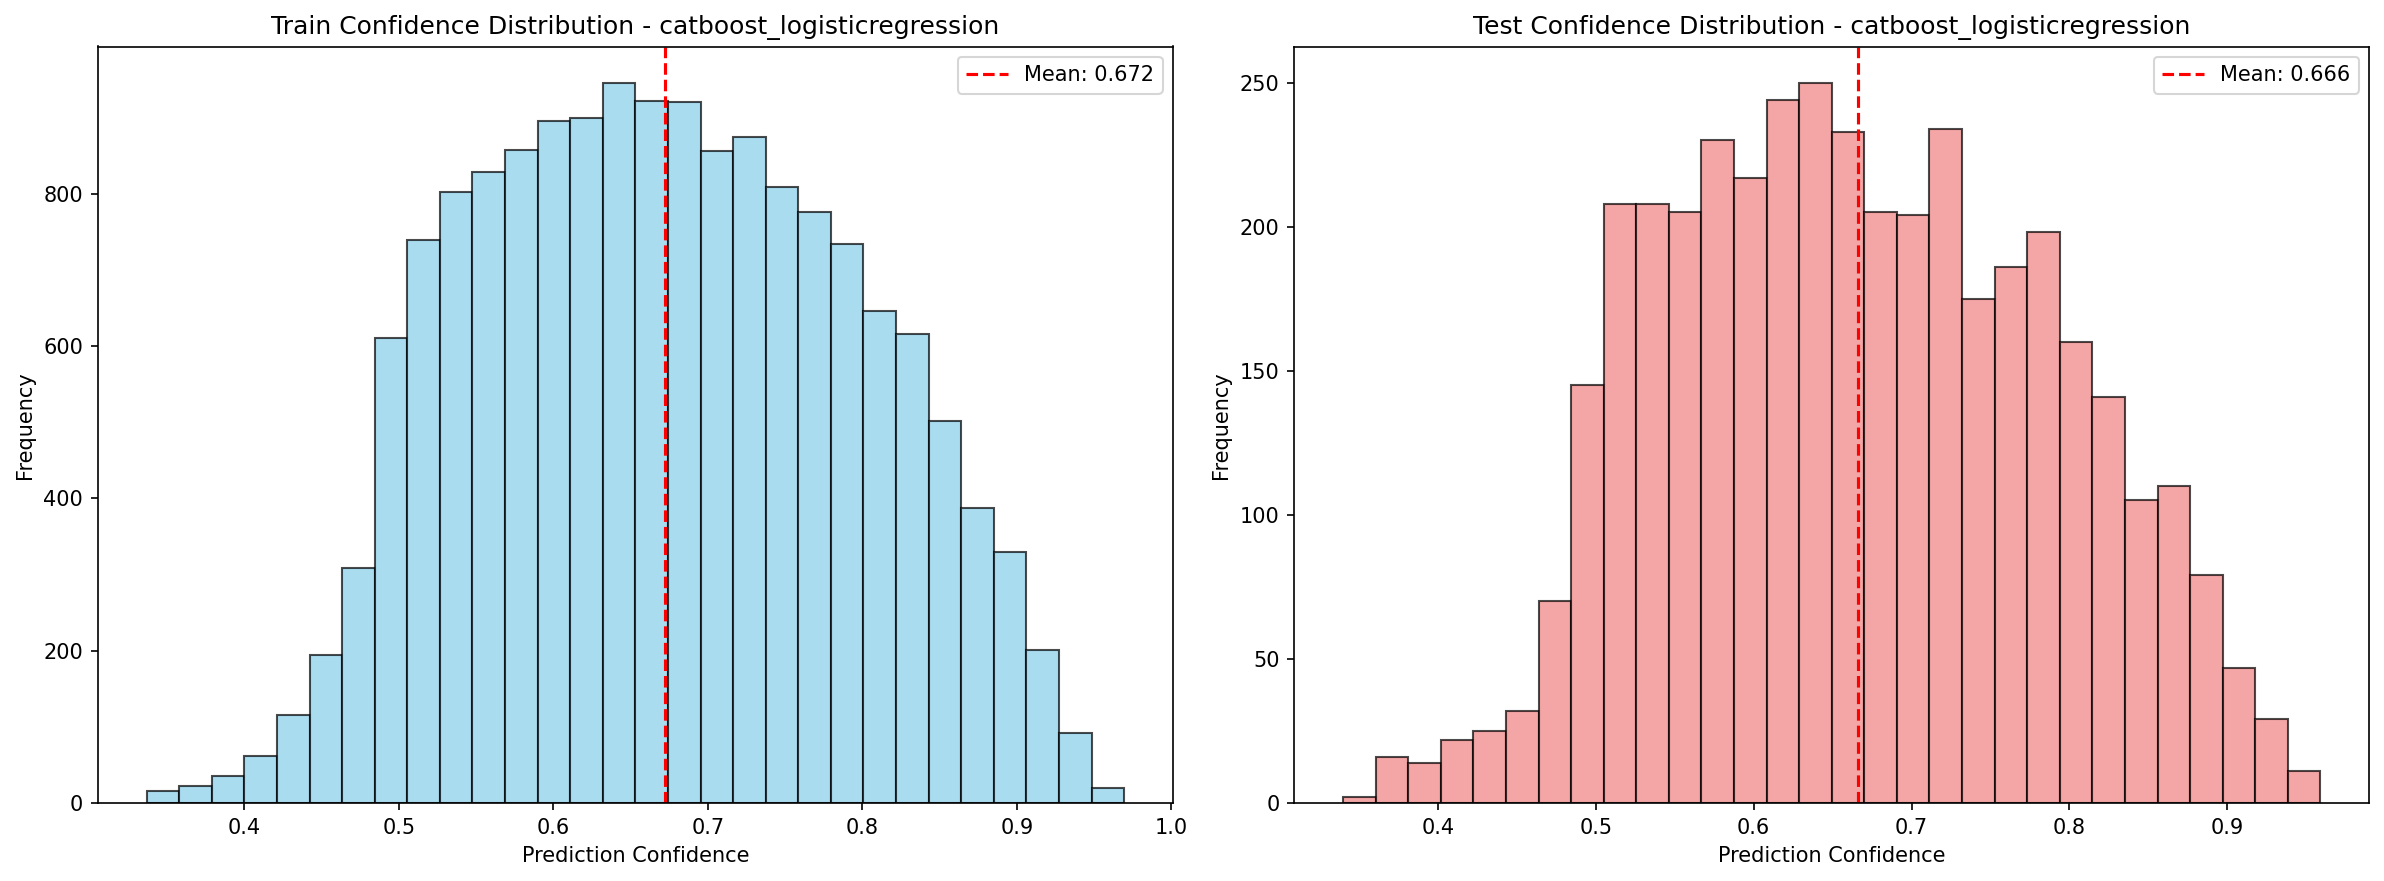 Train Confidence Distribution - catboost_logisticregression
Mean: 0.672
Frequency
800
600
400
200
0
0.4 0.5 0.6 0.7 0.8 0.9 1.0
Prediction Confidence
Test Confidence Distribution - catboost_logisticregression
Mean: 0.666
Frequency
250
200
150
100
50
0
0.4 0.5 0.6 0.7 0.8 0.9
Prediction Confidence